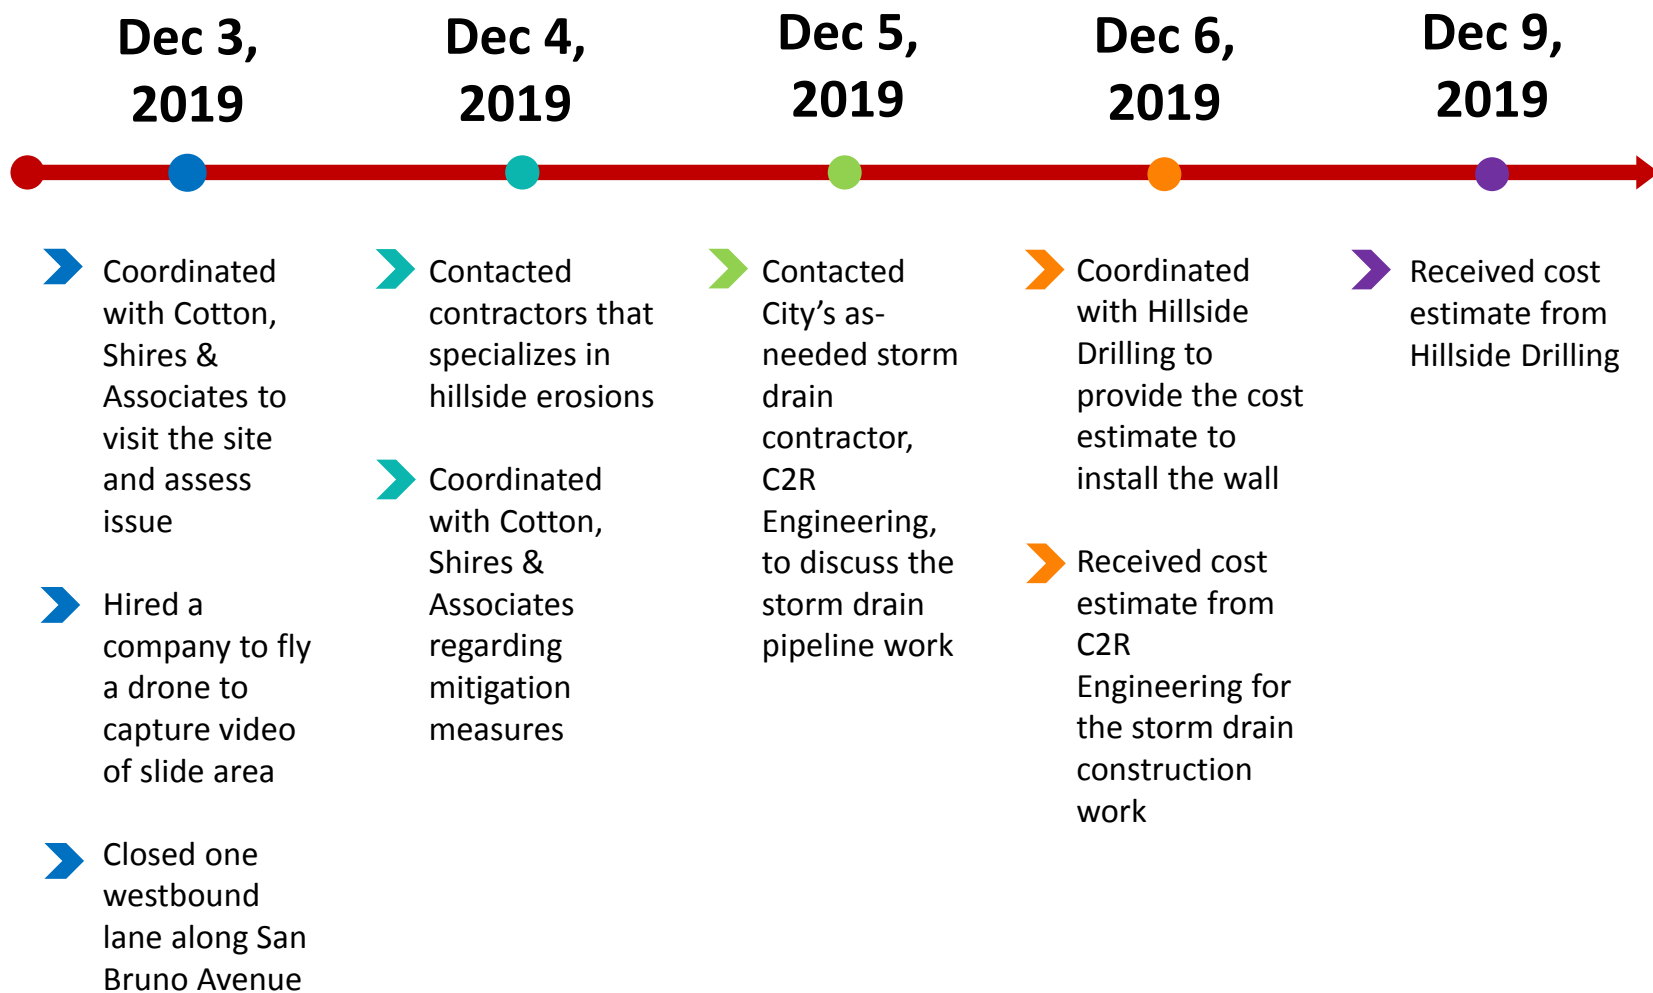 Dec 3,
2019
Dec 4,
2019
Dec 5,
2019
Dec 6,
2019
Dec 9,
2019
Coordinated
with Cotton,
Shires &
Associates to
visit the site
and assess
issue
Hired a
company to fly
a drone to
capture video
of slide area
Closed one
westbound
lane along San
Bruno Avenue
Contacted
contractors that
specializes in
hillside erosions
Coordinated
with Cotton,
Shires &
Associates
regarding
mitigation
measures
Contacted
City’s as-
needed storm
drain
contractor,
C2R
Engineering,
to discuss the
storm drain
pipeline work
Coordinated
with Hillside
Drilling to
provide the cost
estimate to
install the wall
Received cost
estimate from
C2R
Engineering for
the storm drain
construction
work
Received cost
estimate from
Hillside Drilling